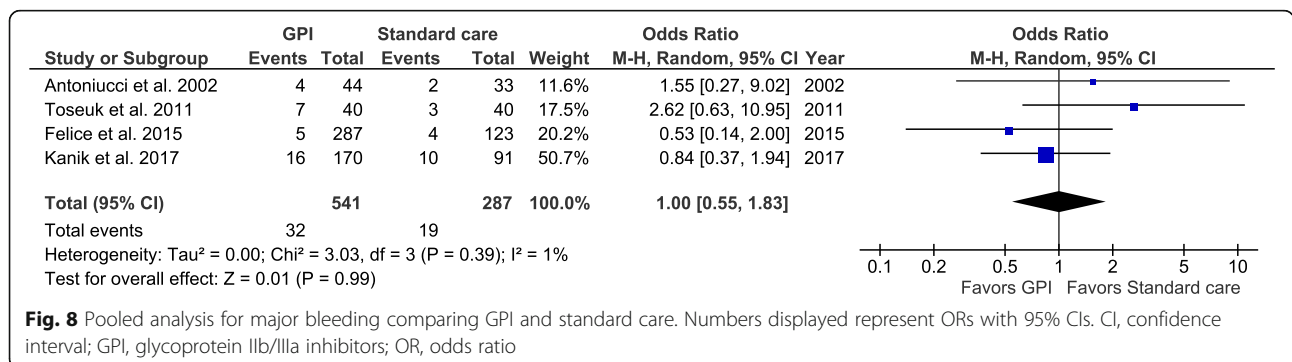 GPI Standard care Odds Ratio Odds Ratio
Study or Subgroup Events Total Events Total Weight M-H, Random, 95% CI Year M-H, Random, 95% CI
Antoniucci et al. 2002 4 44 2 33 11.6% 1.55 [0.27, 9.02] 2002
Toseuk et al. 2011 7 40 3 40 17.5% 2.62 [0.63, 10.95] 2011
Felice et al. 2015 5 287 4 123 20.2% 0.53 [0.14, 2.00] 2015
Kanik et al. 2017 16 170 10 91 50.7% 0.84 [0.37, 1.94] 2017
Total (95% CI) 541 287 100.0% 1.00 [0.55, 1.83]
Total events 32 19
Heterogeneity: Tau² = 0.00; Chi² = 3.03, df = 3 (P = 0.39); I² = 1%
Test for overall effect: Z = 0.01 (P = 0.99)
0.1 0.2 0.5 1 2 5 10
Favors GPI Favors Standard care
Fig. 8 Pooled analysis for major bleeding comparing GPI and standard care. Numbers displayed represent ORs with 95% CIs. CI, confidence
interval; GPI, glycoprotein IIb/IIIa inhibitors; OR, odds ratio